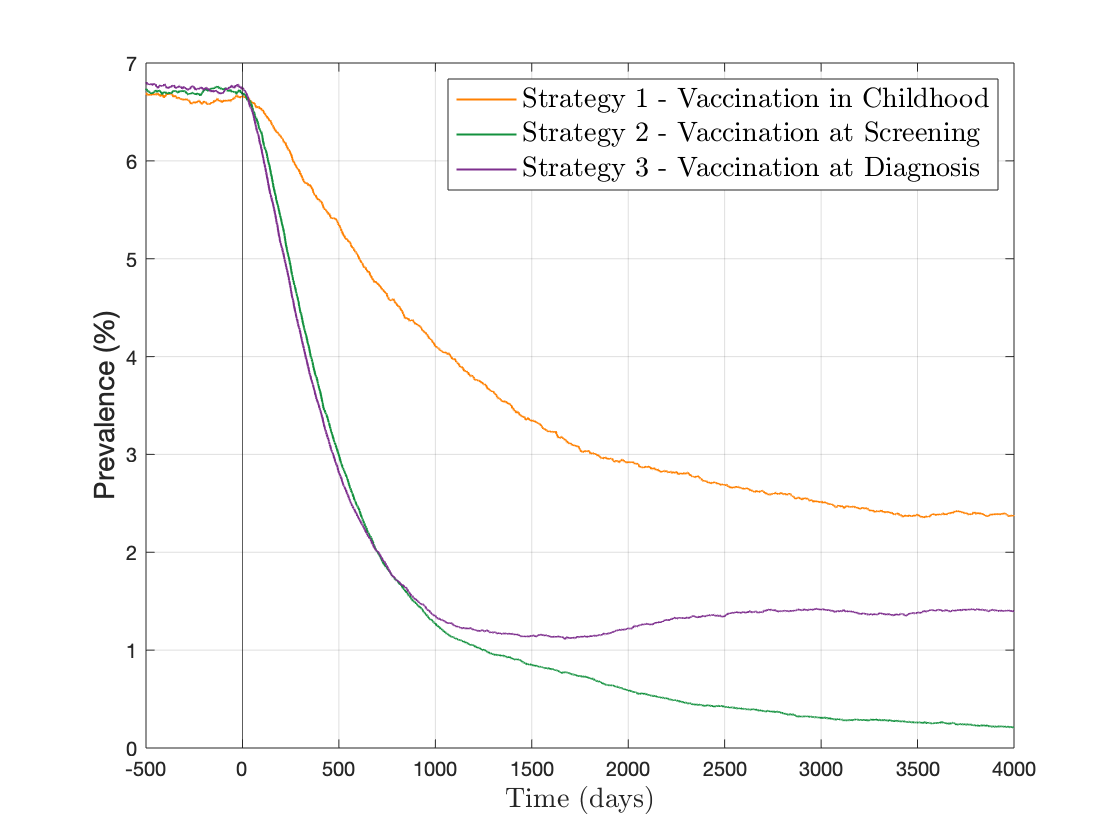 Strategy 1 - Vaccination in Childhood
Strategy 2 - Vaccination at Screening
Strategy 3 - Vaccination at Diagnosis
Prevalence (%)
7
6
5
4
3
2
1
0
-500 0 500 1000 1500 2000 2500 3000 3500 4000
Time (days)